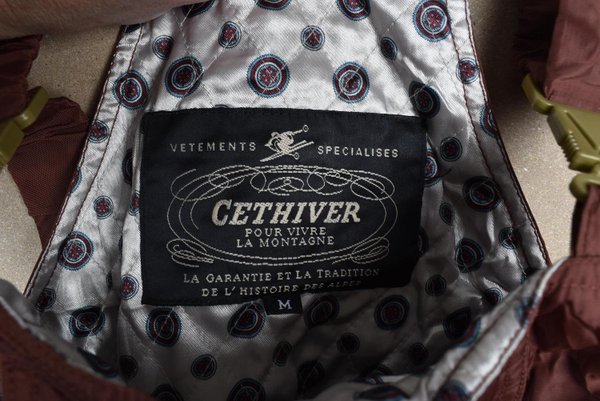 VETEMENTS SPECIALISES
CETHIVER
POUR VIVRE
LA MONTAGNE
LA GARANTIE ET LA TRADITION
DE L'HISTOIRE DES ALPES
M